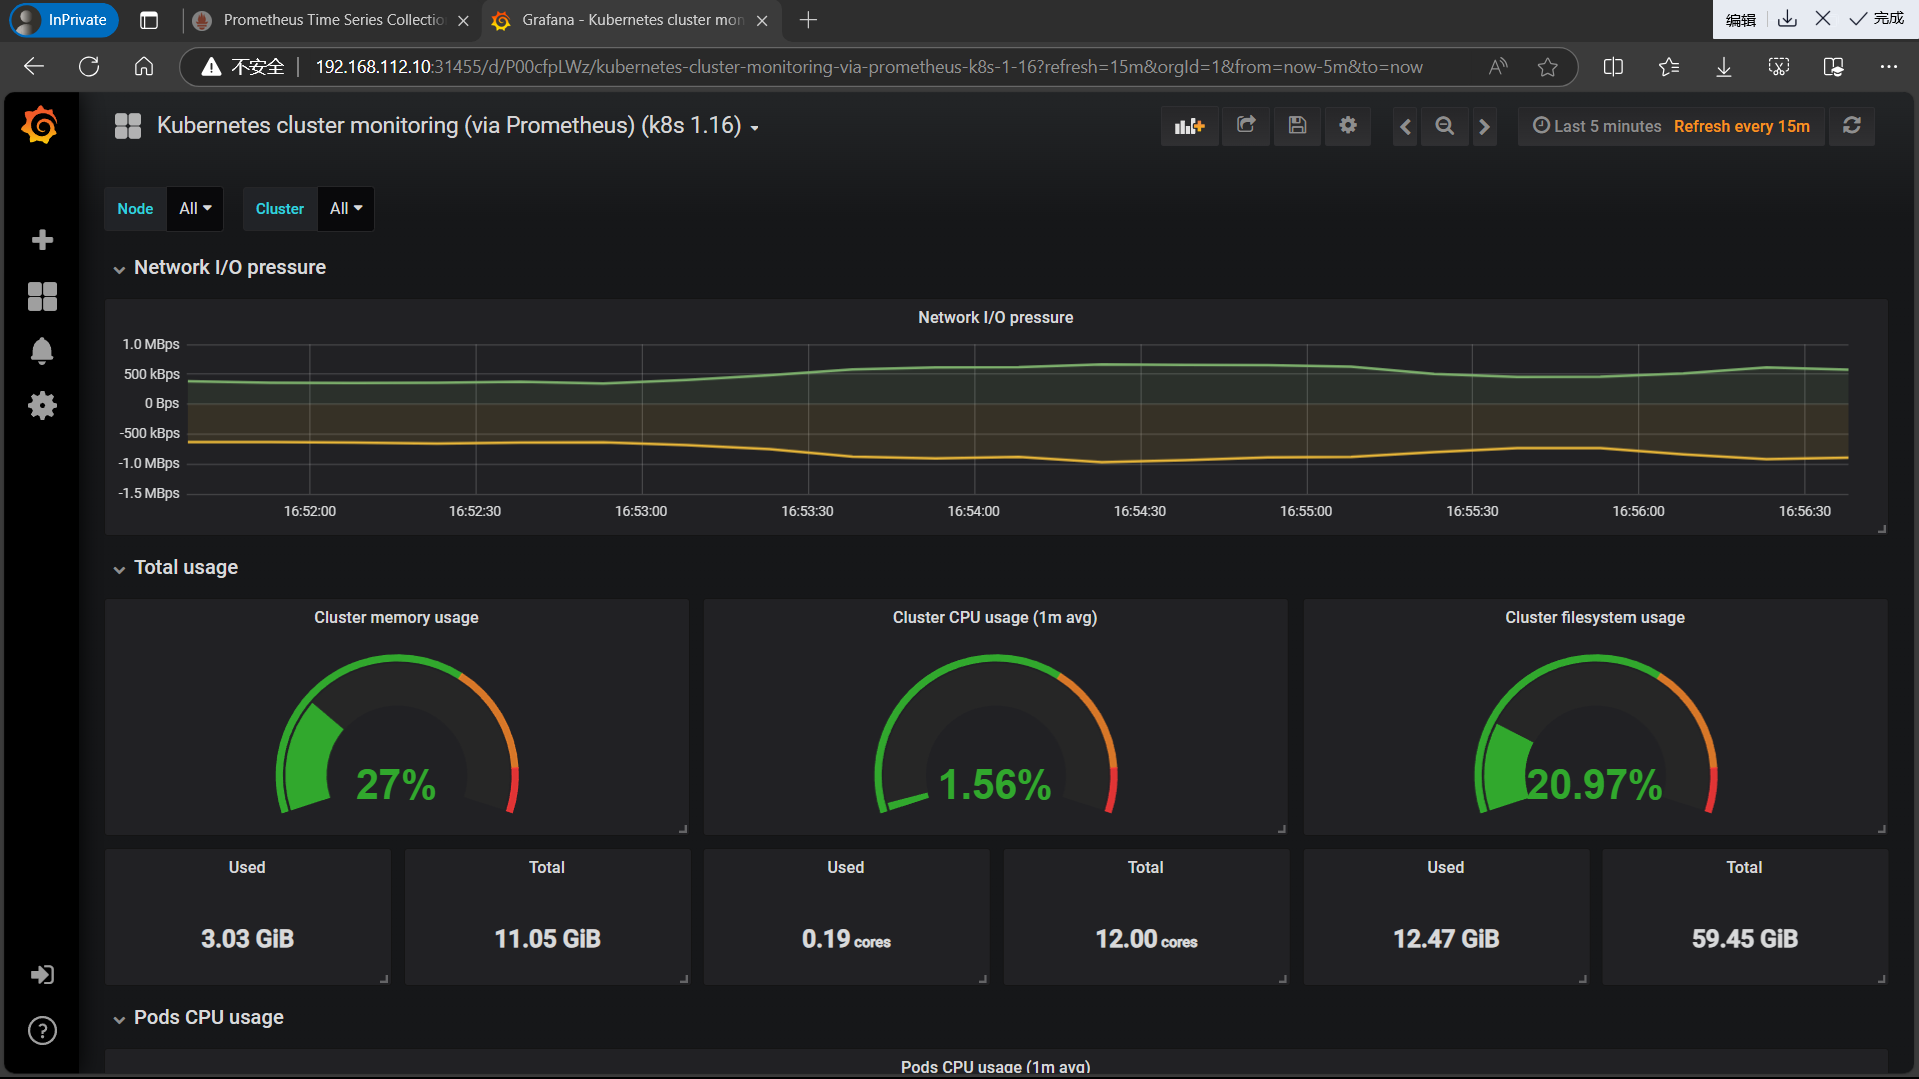 InPrivate
Prometheus Time Series Collectio
Grafana - Kubernetes cluster mon
编辑
完成
不安全
192.168.112.10:31455/d/P00cfpLWz/kubernetes-cluster-monitoring-via-prometheus-k8s-1-16?refresh=15m&orgId=1&from=now-5m&to=now
Kubernetes cluster monitoring (via Prometheus) (k8s 1.16)
Last 5 minutes Refresh every 15m
Node All Cluster All
Network I/O pressure
Network I/O pressure
1.0 MBps
500 kBps
0 Bps
-500 kBps
-1.0 MBps
-1.5 MBps
16:52:00 16:52:30 16:53:00 16:53:30 16:54:00 16:54:30 16:55:00 16:55:30 16:56:00 16:56:30
Total usage
Cluster memory usage
27%
Cluster CPU usage (1m avg)
1.56%
Cluster filesystem usage
20.97%
Used
3.03 GiB
Total
11.05 GiB
Used
0.19 cores
Total
12.00 cores
Used
12.47 GiB
Total
59.45 GiB
Pods CPU usage
Pods CPU usage (1m avg)